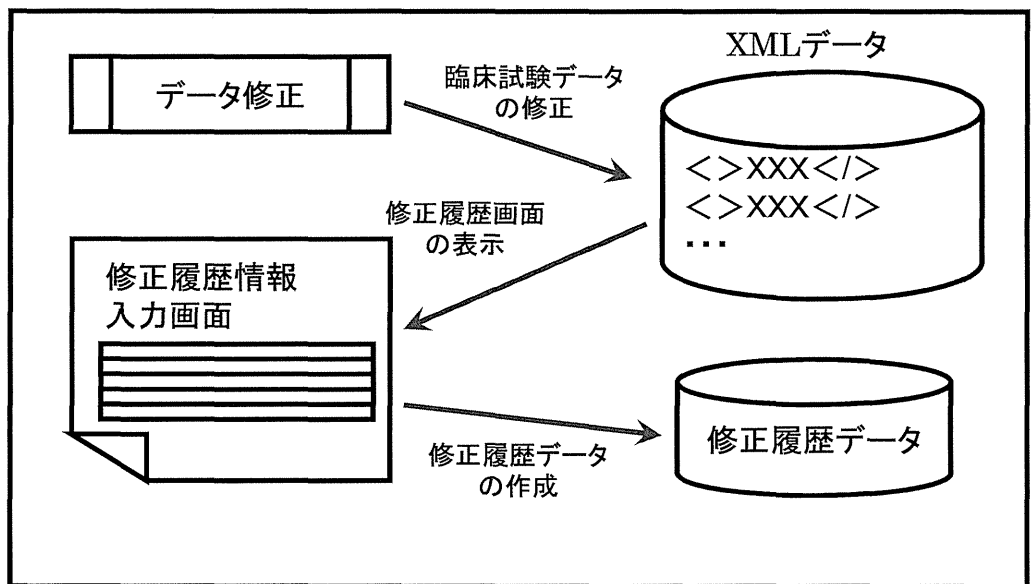 XMLデータ
データ修正
臨床試験データ
の修正
<>XXX</>
<>XXX</>
...
修正履歴画面
の表示
修正履歴情報
入力画面
修正履歴データ
の作成
修正履歴データ